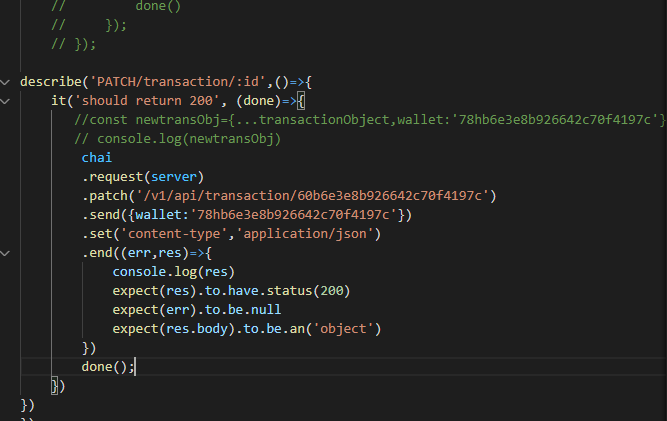 //          done()
//     });
// });
describe('PATCH/transaction/:id',()=>{
it('should return 200', (done)=>{
//const newtransObj={...transactionObject,wallet:'78hb6e3e8b926642c70f4197c'}
// console.log(newtransObj)
chai
.request(server)
.patch('/v1/api/transaction/60b6e3e8b926642c70f4197c')
.send({wallet:'78hb6e3e8b926642c70f4197c'})
.set('content-type','application/json')
.end((err,res)=>{
console.log(res)
expect(res).to.have.status(200)
expect(err).to.be.null
expect(res.body).to.be.an('object')
})
done();
})
})
})